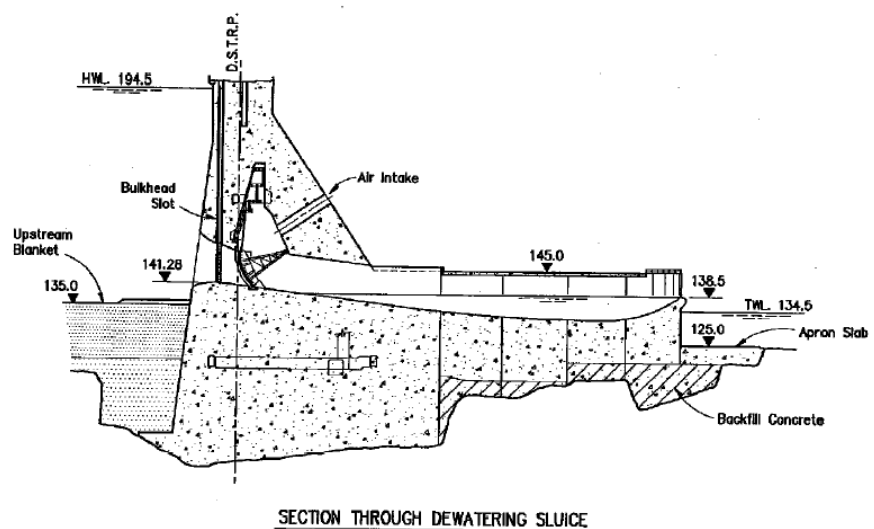 D.S.T.R.P.
HWL. 194.5
Air Intake
Bulkhead
Slot
Upstream
Blanket
141.28
135.0
145.0
138.5
TWL. 134.5
125.0
Apron Slab
Backfill Concrete
SECTION THROUGH DEWATERING SLUICE